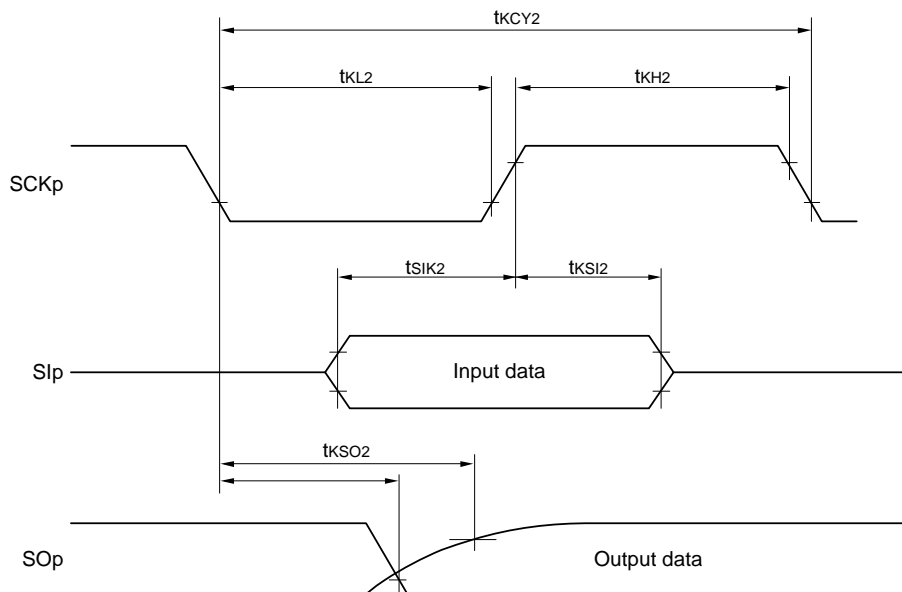 tKCY2
tKL2
tKH2
SCKp
tSIK2
tKSI2
SIp
Input data
tKSO2
SOp
Output data